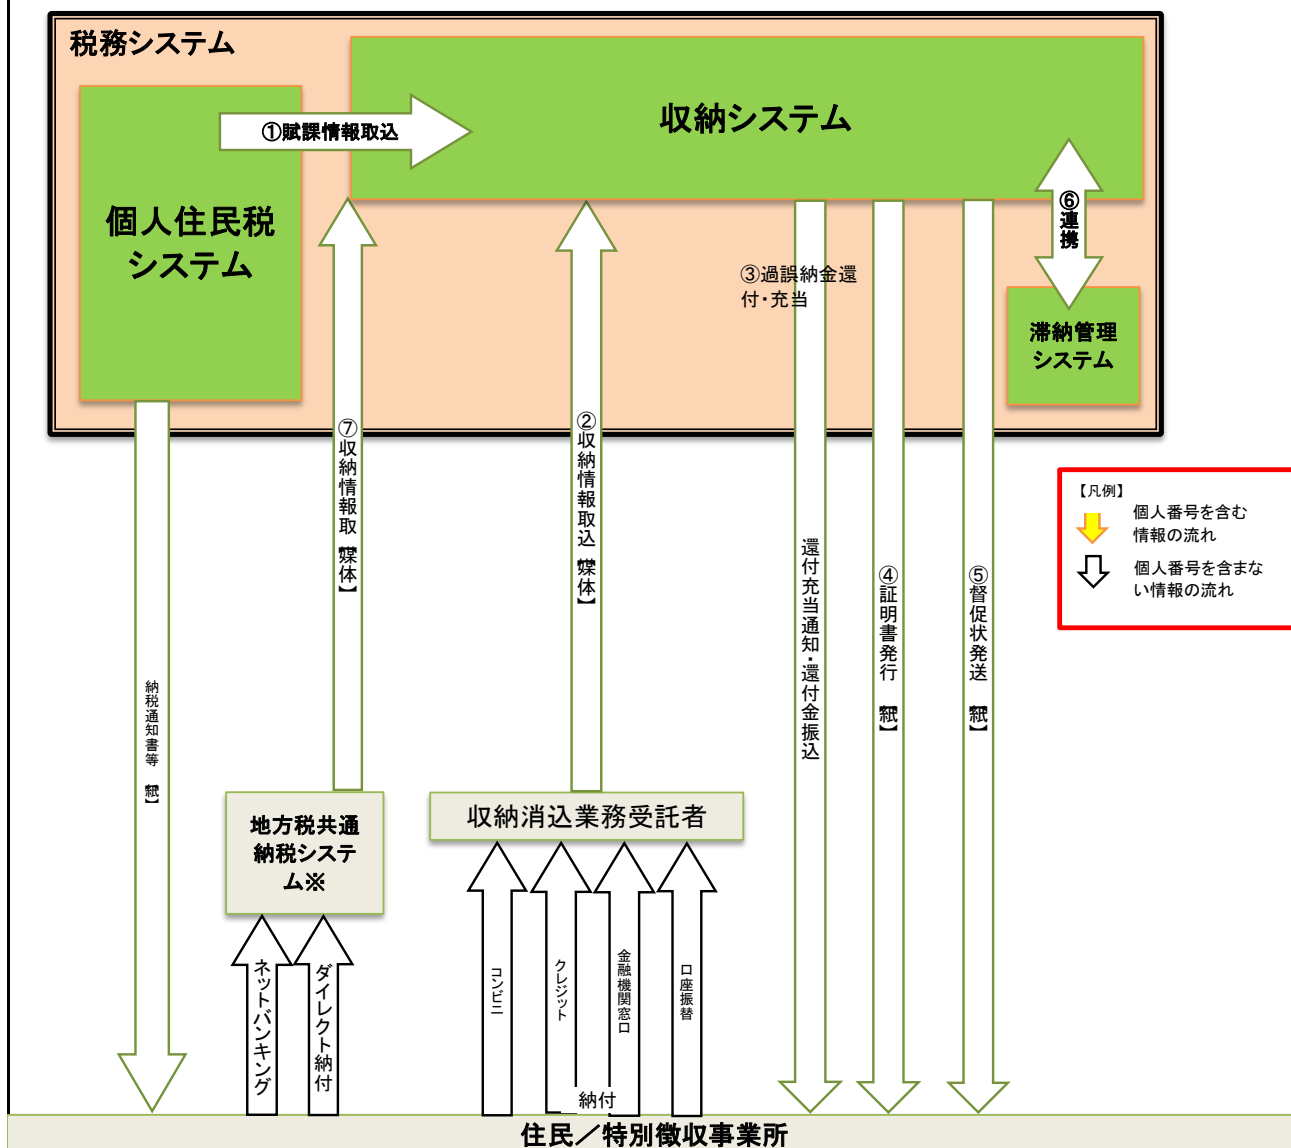 税務システム
収納システム
①賦課情報取込
個人住民税
システム
⑥連携
③過誤納金還
付・充当
滞納管理
システム
⑦収納情報取　【媒体】
②収納情報取込　【媒体】
【凡例】
個人番号を含む
情報の流れ
個人番号を含まな
い情報の流れ
還付充当通知・還付金振込
④証明書発行　【紙】
⑤督促状発送　【紙】
納税通知書等　【紙】
地方税共通
納税システ
ム※
収納消込業務受託者
ネットバンキング
ダイレクト納付
コンビニ
クレジット
金融機関窓口
口座振替
納付
住民／特別徴収事業所